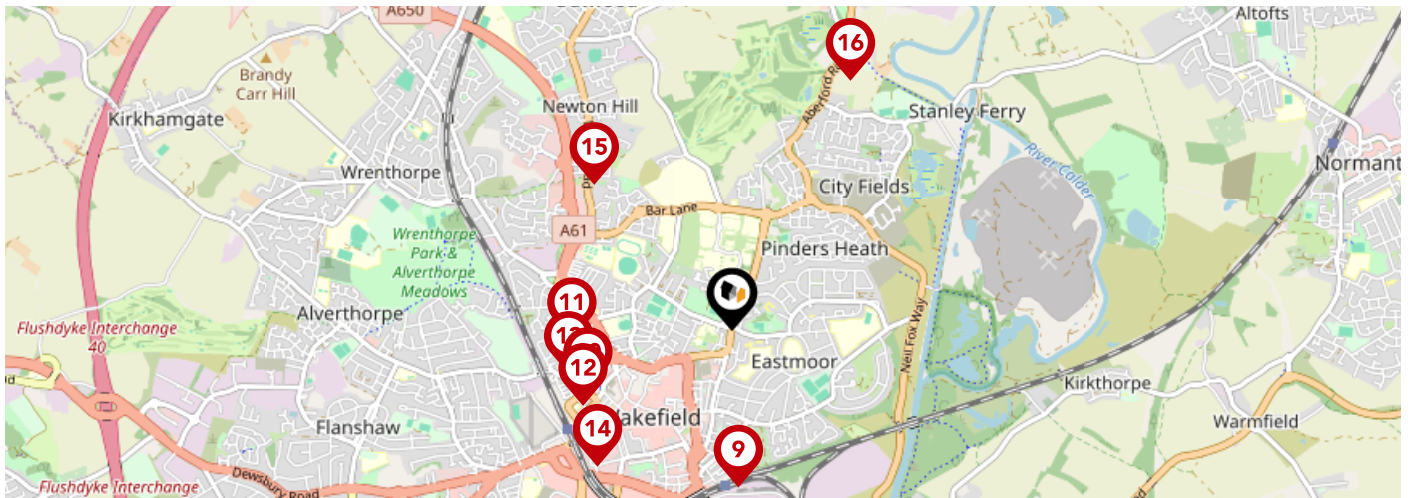 A650
Altofts
16
Brandy
Carr Hill
Newton Hill
Kirkhamgate
Stanley Ferry
15
River Calder
Wrenthorpe
Normant
City Fields
Bar Lane
A61
Wrenthorpe
Park &
Alverthorpe
Meadows
Pinders Heath
11
Alverthorpe
Flushdyke Interchange
40
12
Neil Fox Way
Eastmoor
Kirkthorpe
14
Wakefield
Flanshaw
Warmfield
9
Dewsbury Road
Flushdyke Interchange